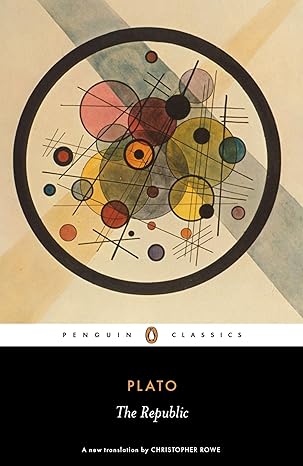 PENGUIN CLASSICS
PLATO
The Republic
A new translation by CHRISTOPHER ROWE